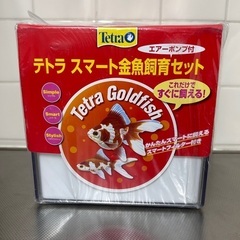 Tetra
エアーポンプ付
テトラ スマート金魚飼育セット
これだけで
すぐに飼える!
Simple
Smart
Stylish
Tetra Goldfish
かんたんスマートに飼える
スマートフィルター付き